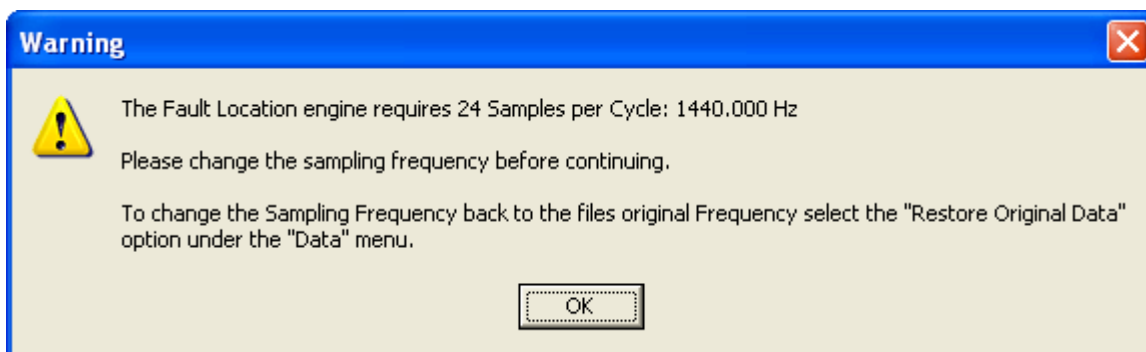 Warning
The Fault Location engine requires 24 Samples per Cycle: 1440.000 Hz
Please change the sampling frequency before continuing.
To change the Sampling Frequency back to the files original Frequency select the "Restore Original Data"
option under the "Data" menu.
OK